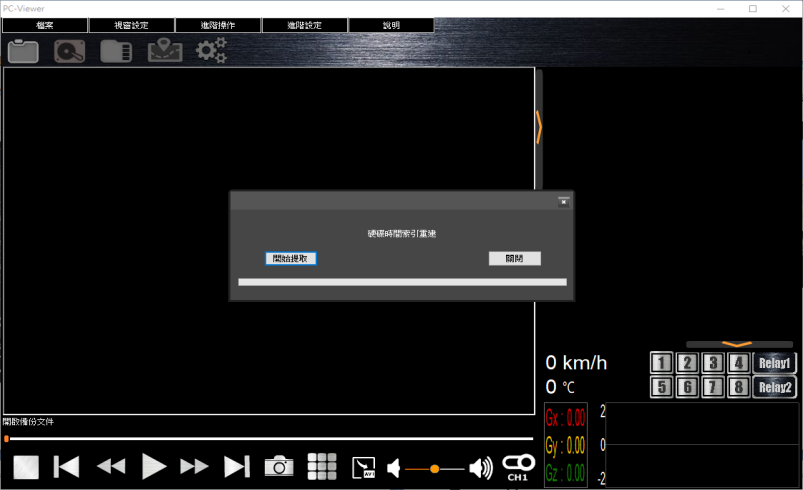 PC-Viewer
檔案 視窗設定 進階操作 進階設定 說明
硬碟時間索引重建
開始提取 關閉
0 km/h
0 ℃
1 2 3 4 Relay1
5 6 7 8 Relay2
Gx : 0.00
Gy : 0.00
Gz : 0.00
2
0
-2
開啟備份文件
AVI
CH1